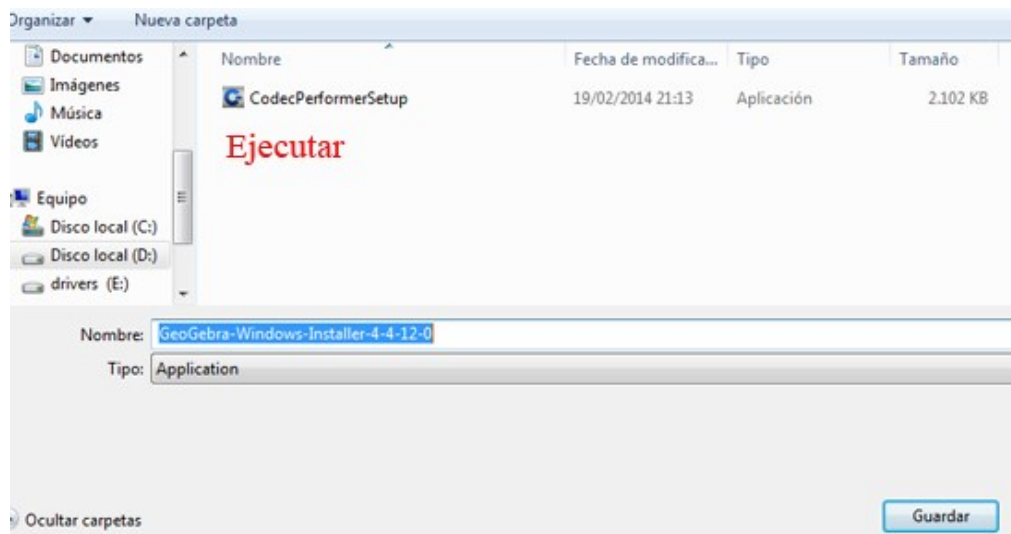 Organizar Nueva carpeta
Documentos
Imágenes
Música
Vídeos
Equipo
Disco local (C:)
Disco local (D:)
drivers (E:)
Nombre Fecha de modifica... Tipo Tamaño
CodecPerformerSetup 19/02/2014 21:13 Aplicación 2.102 KB
Ejecutar
Nombre: GeoGebra-Windows-Installer-4-4-12-0
Tipo: Application
Ocultar carpetas
Guardar